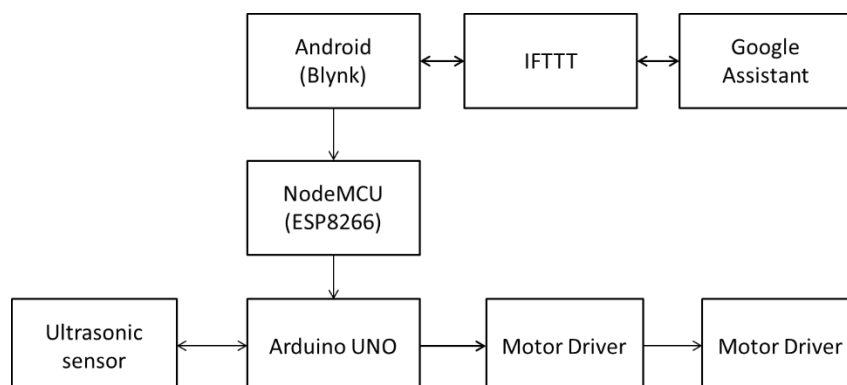 Android
(Blynk)
IFTTT
Google
Assistant
NodeMCU
(ESP8266)
Ultrasonic
sensor
Arduino UNO
Motor Driver
Motor Driver